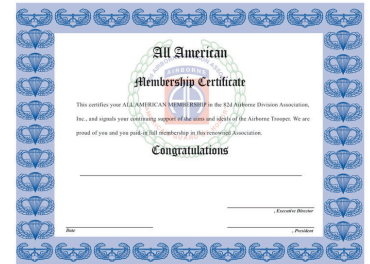 All American
AIRBORNE
Membership Certificate
This certifies your ALL AMERICAN MEMBERSHIP in the 82d Airborne Division Association,
Inc., and signals your continuing support of the aims and ideals of the Airborne Trooper. We are
proud of you and you paid-in full membership in this renowned Association.
Congratulations
, Executive Director
Date
, President